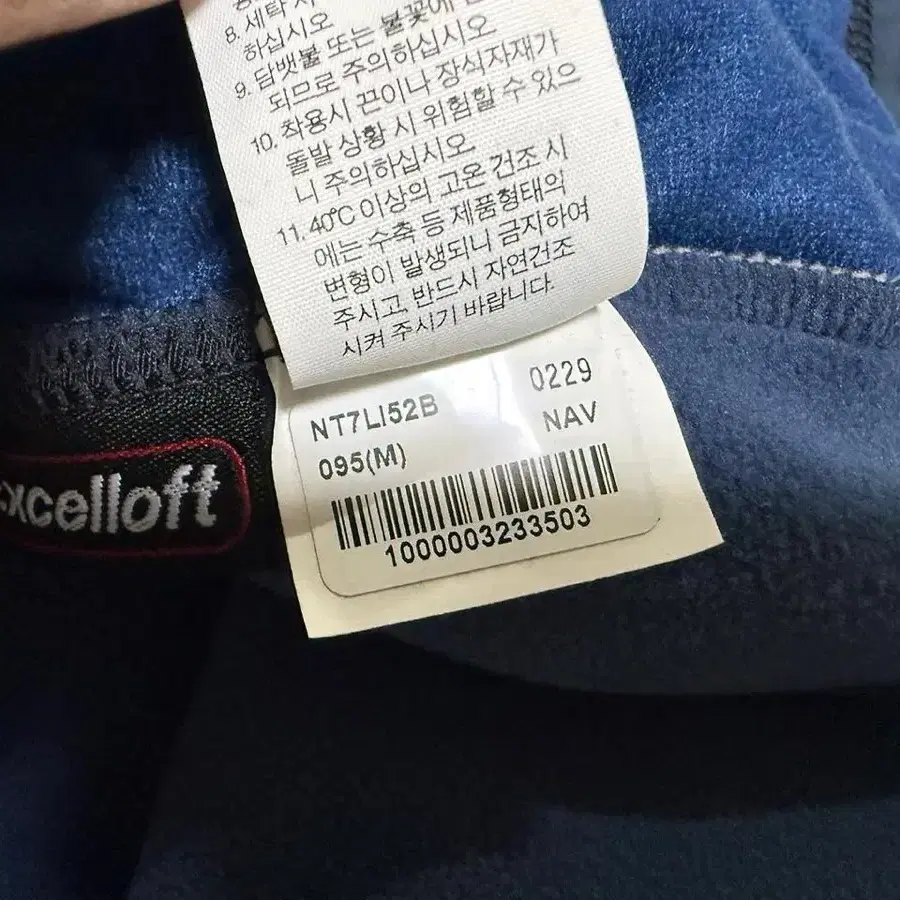 8. 세탁 시
하십시오
9. 담뱃불 또는 불꽃에
되므로 주의하십시오
10. 착용시 끈이나 장식자재가
돌발 상황 시 위험할 수 있으
니 주의하십시오
11. 40℃ 이상의 고온 건조 시
에는 수축 등 제품형태의
변형이 발생되니 금지하여
주시고, 반드시 자연건조
시켜 주시기 바랍니다.
NT7LI52B 0229
095(M) NAV
1000003233503
xcelloft